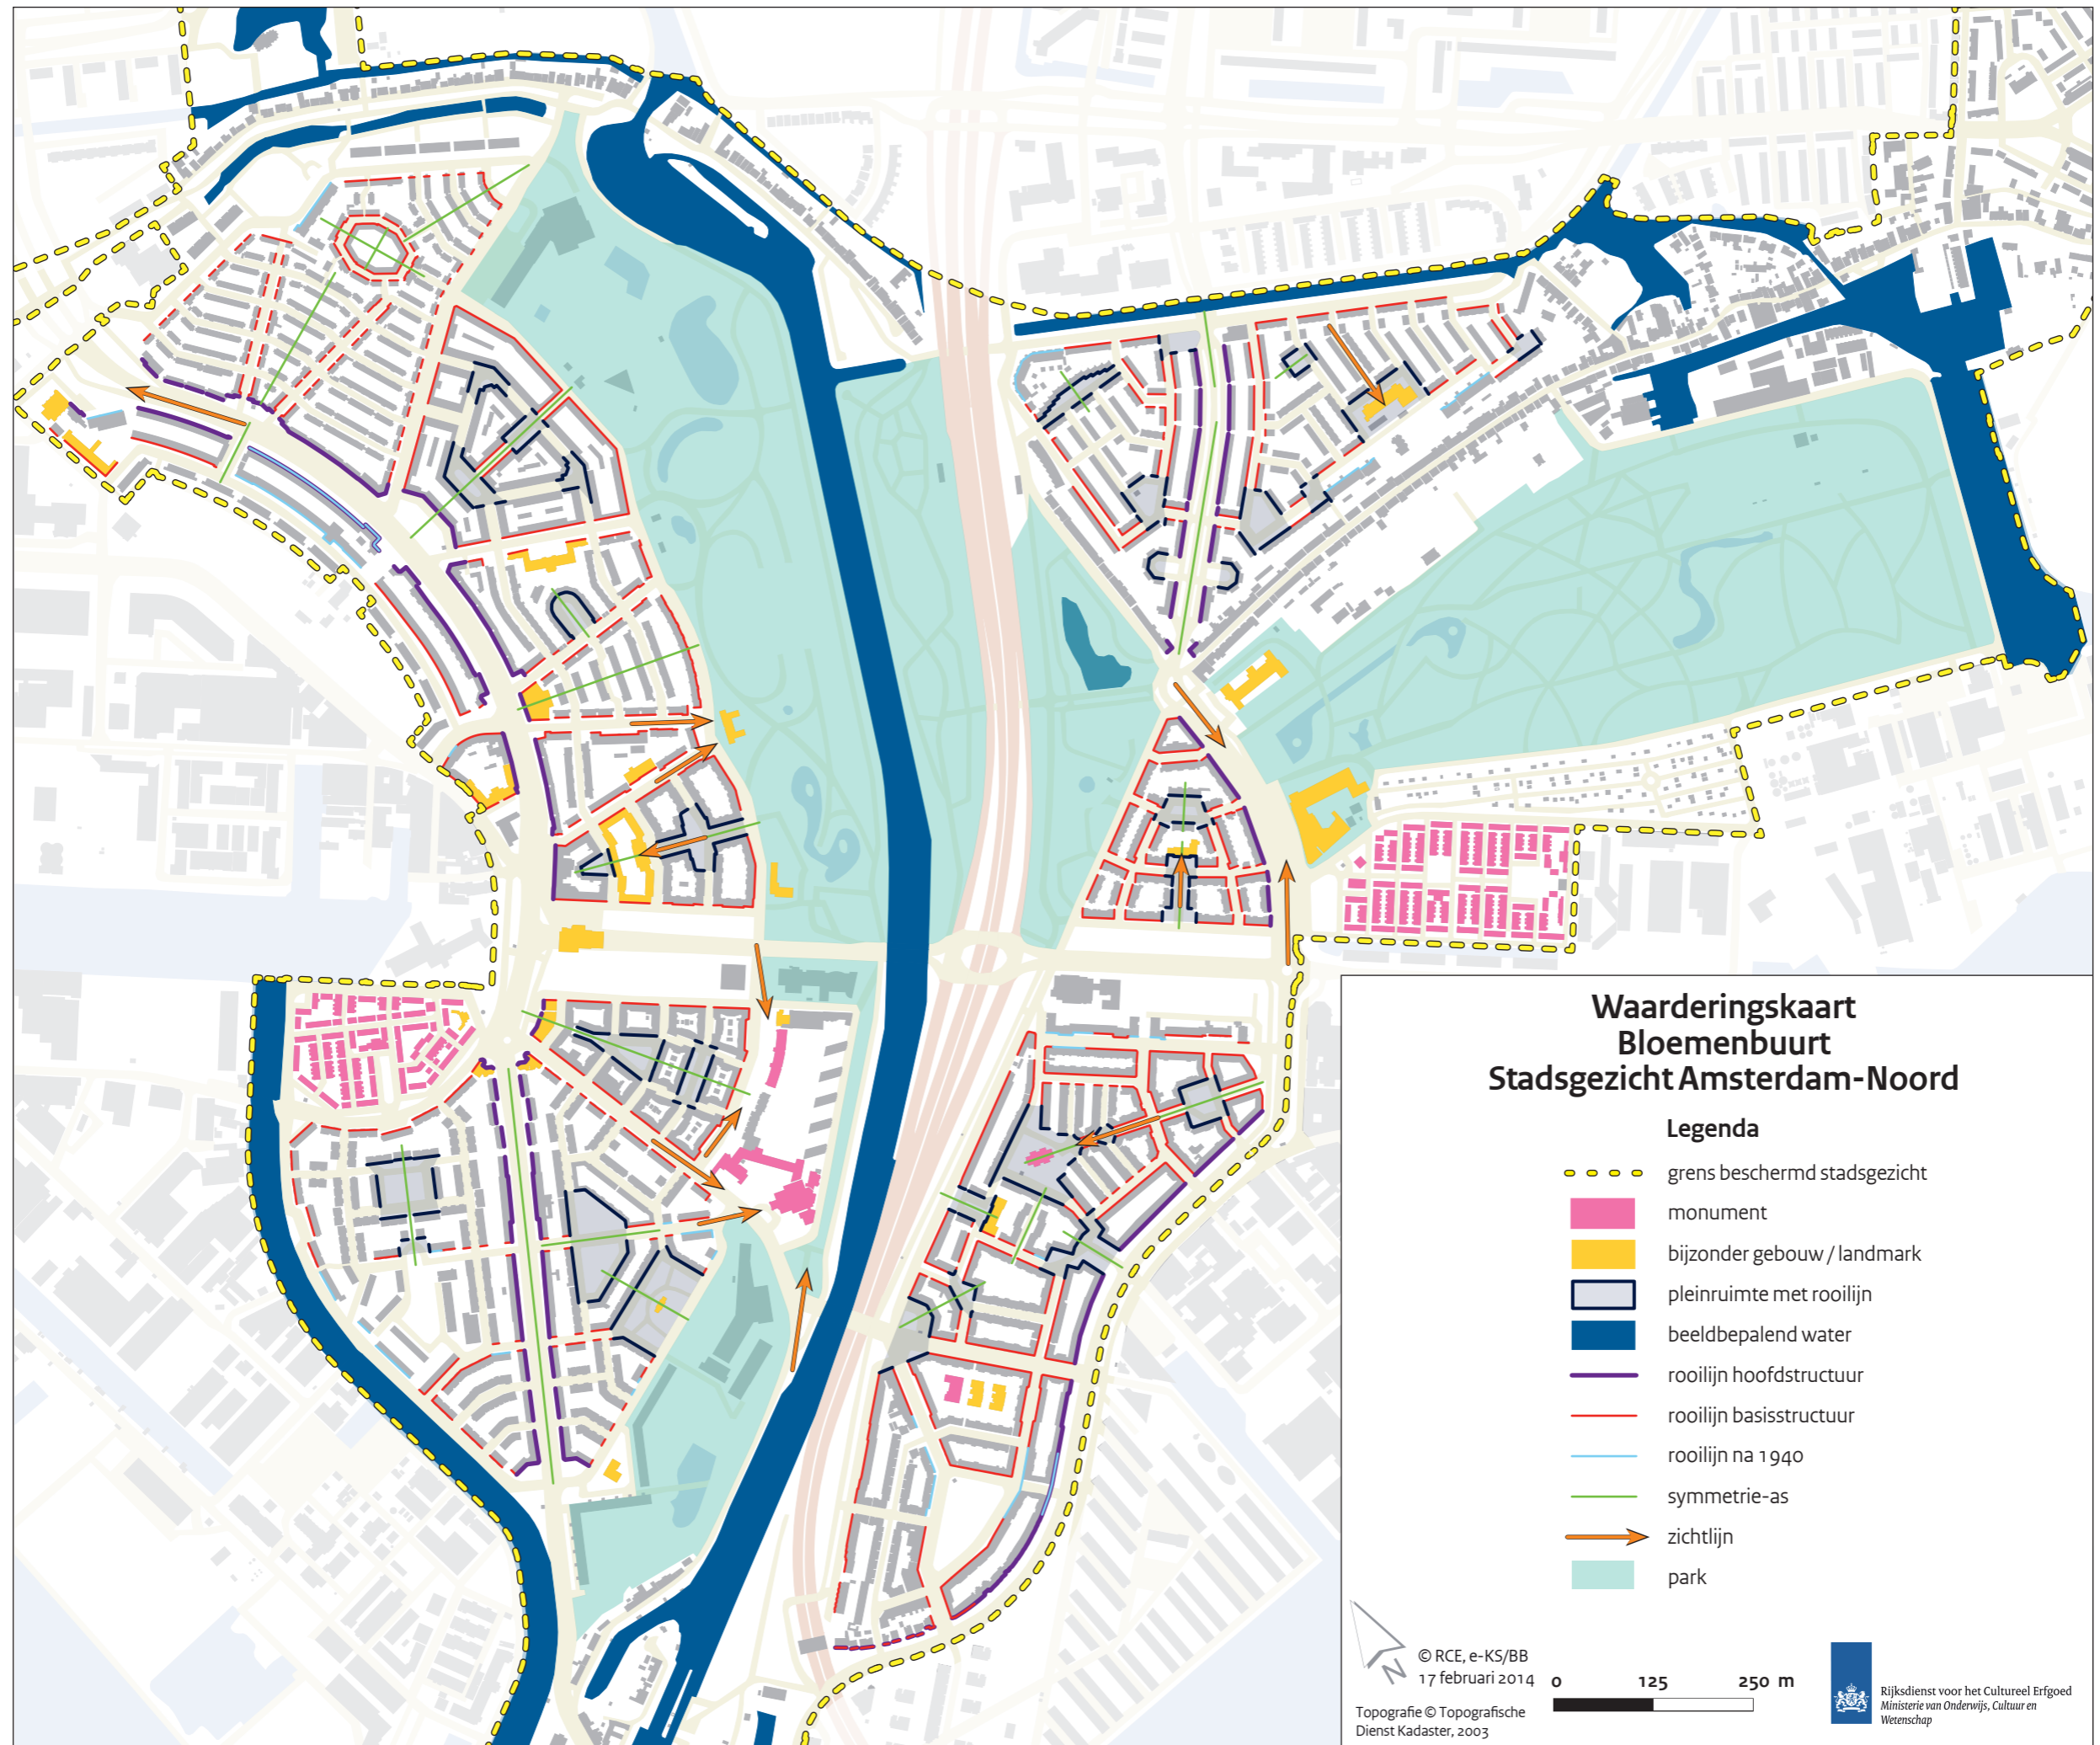 Waarderingskaart
Bloemenbuurt
Stadsgezicht Amsterdam-Noord
Legenda
grens beschermd stadsgezicht
monument
bijzonder gebouw / landmark
pleinruimte met rooilijn
beeldbepalend water
rooilijn hoofdstructuur
rooilijn basisstructuur
rooilijn na 1940
symmetrie-as
zichtlijn
park
N
© RCE, e-KS/BB
17 februari 2014
0 125 250 m
Topografie © Topografische
Dienst Kadaster, 2003
Rijksdienst voor het Cultureel Erfgoed
Ministerie van Onderwijs, Cultuur en
Wetenschap